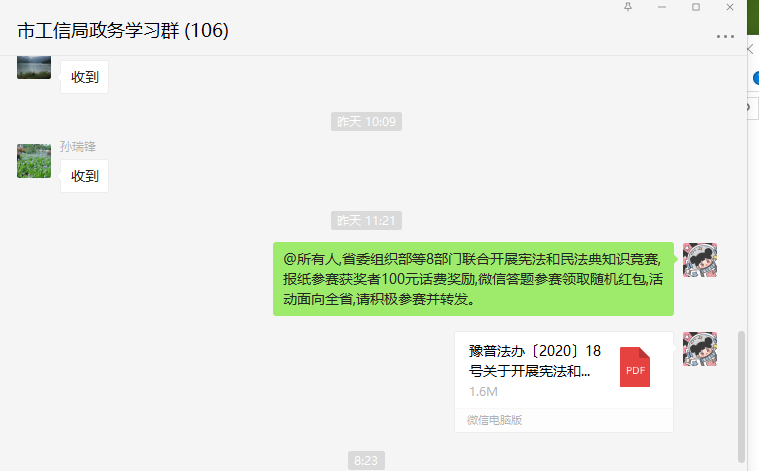 市工信局政务学习群 (106)
收到
昨天 10:09
孙瑞锋
收到
昨天 11:21
@所有人,省委组织部等8部门联合开展宪法和民法典知识竞赛,
报纸参赛获奖者100元话费奖励,微信答题参赛领取随机红包,活
动面向全省,请积极参赛并转发。
豫普法办〔2020〕18
号关于开展宪法和...
PDF
1.6M
微信电脑版
8:23